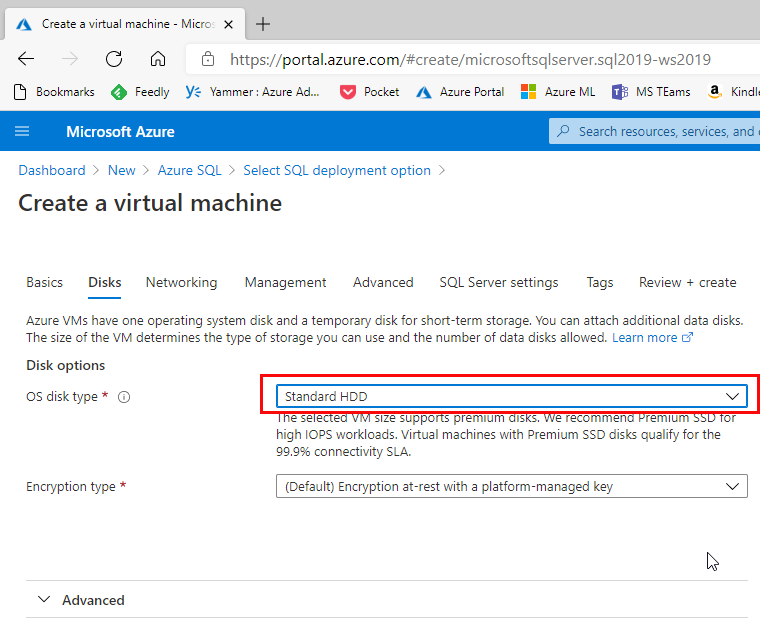 Create a virtual machine - Micros
https://portal.azure.com/#create/microsoftsqlserver.sql2019-ws2019
Bookmarks Feedly Yammer : Azure Ad... Pocket Azure Portal Azure ML MS TEams Kindle
Microsoft Azure Search resources, services, and
Dashboard > New > Azure SQL > Select SQL deployment option >
Create a virtual machine
Basics Disks Networking Management Advanced SQL Server settings Tags Review + create
Azure VMs have one operating system disk and a temporary disk for short-term storage. You can attach additional data disks.
The size of the VM determines the type of storage you can use and the number of data disks allowed. Learn more
Disk options
OS disk type * Standard HDD
The selected VM size supports premium disks. We recommend Premium SSD for
high IOPS workloads. Virtual machines with Premium SSD disks qualify for the
99.9% connectivity SLA.
Encryption type * (Default) Encryption at-rest with a platform-managed key
Advanced